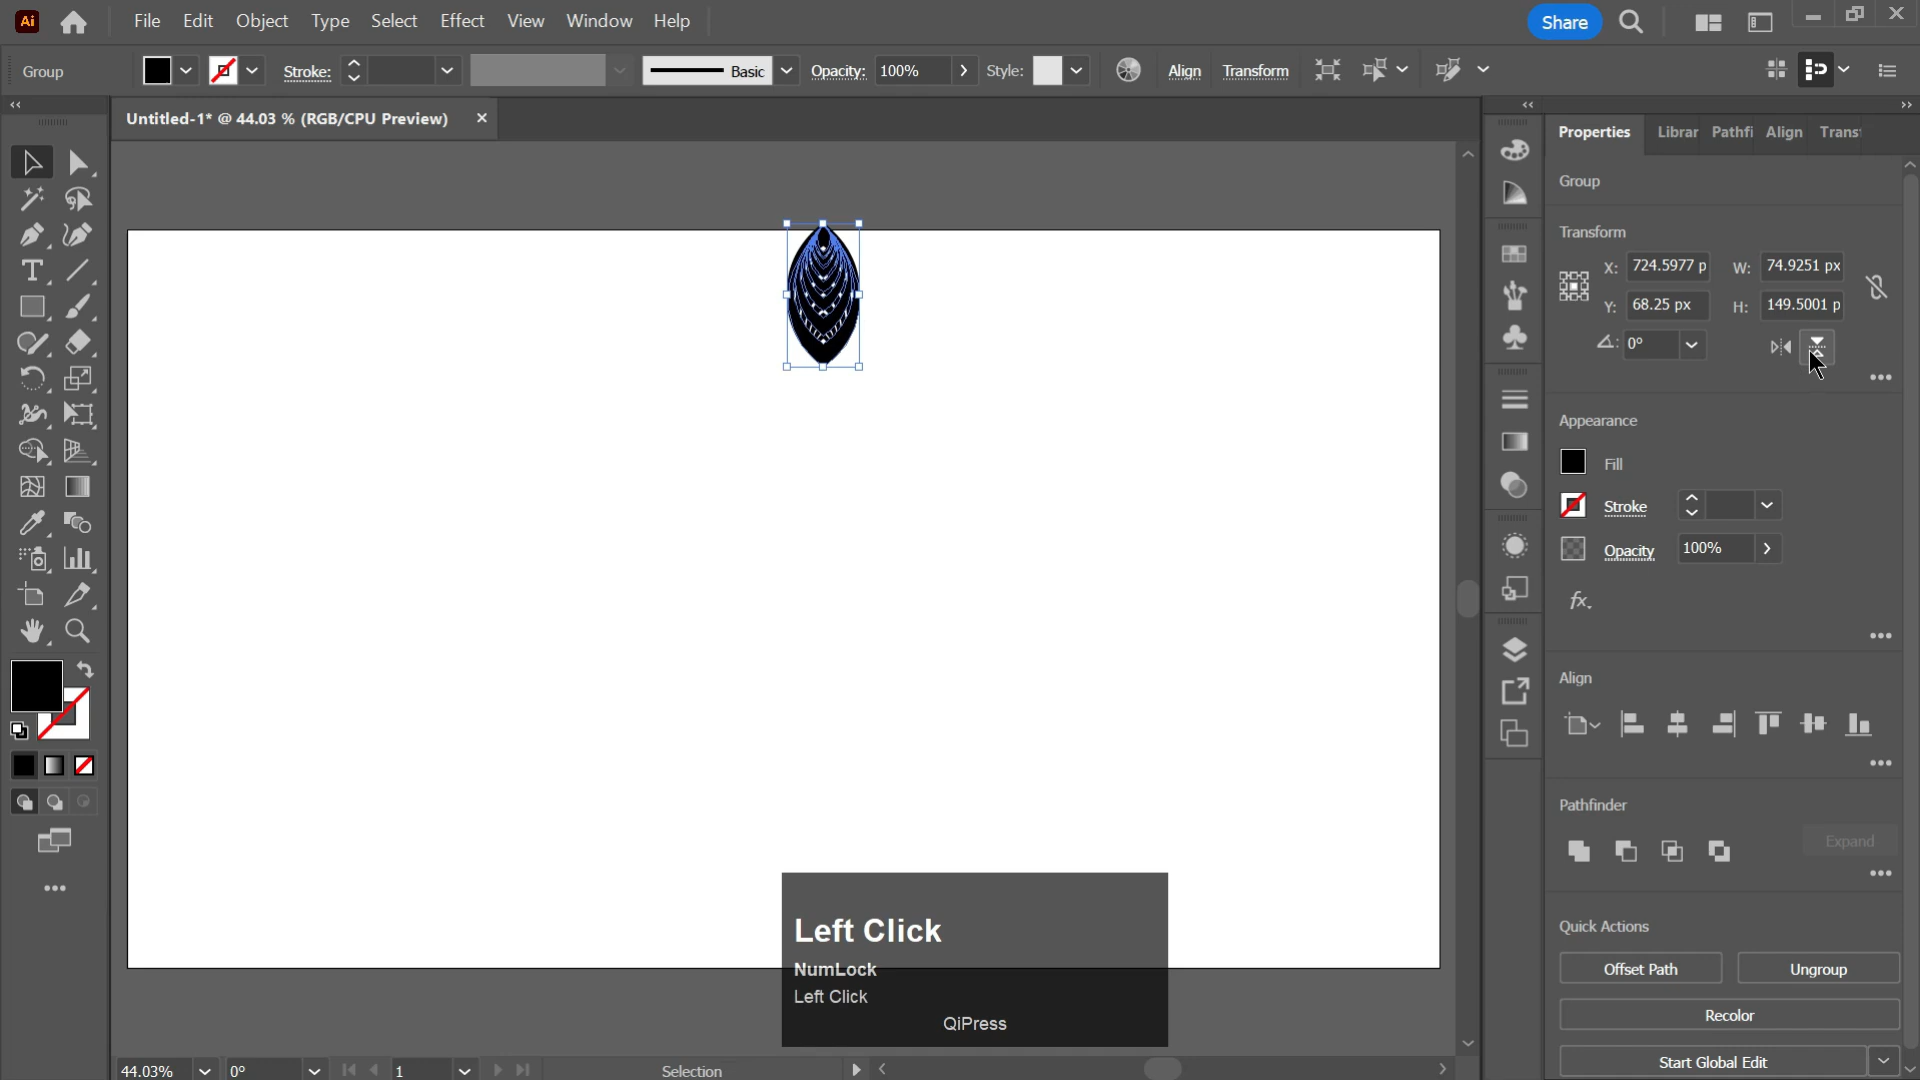 Ai File Edit Object Type Select Effect View Window Help Share
Group Stroke: Basic Opacity: 100% Style: Align Transform
Untitled-1* @ 44.03 % (RGB/CPU Preview)
Properties Librar Pathfi Align Trans
Group
Transform
X: 724.5977 p W: 74.9251 px
Y: 68.25 px H: 149.5001 p
0°
Appearance
Fill
Stroke
Opacity 100%
fx
Align
Pathfinder
Expand
Quick Actions
Offset Path Ungroup
Recolor
Start Global Edit
Left Click
NumLock
Left Click
QiPress
44.03% 0° 1 Selection